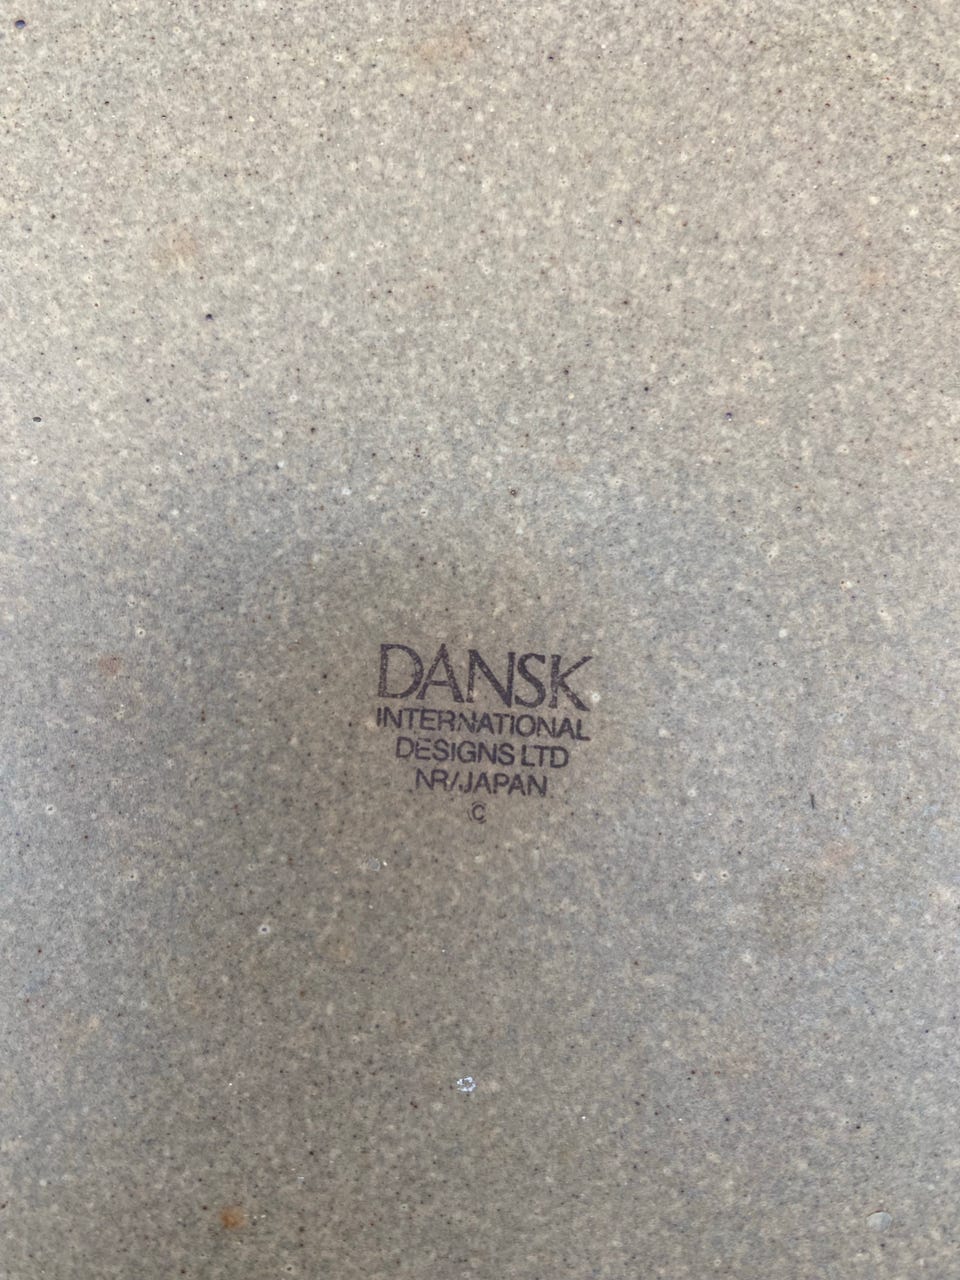 DANSK
INTERNATIONAL
DESIGNS LTD
NR/JAPAN
©